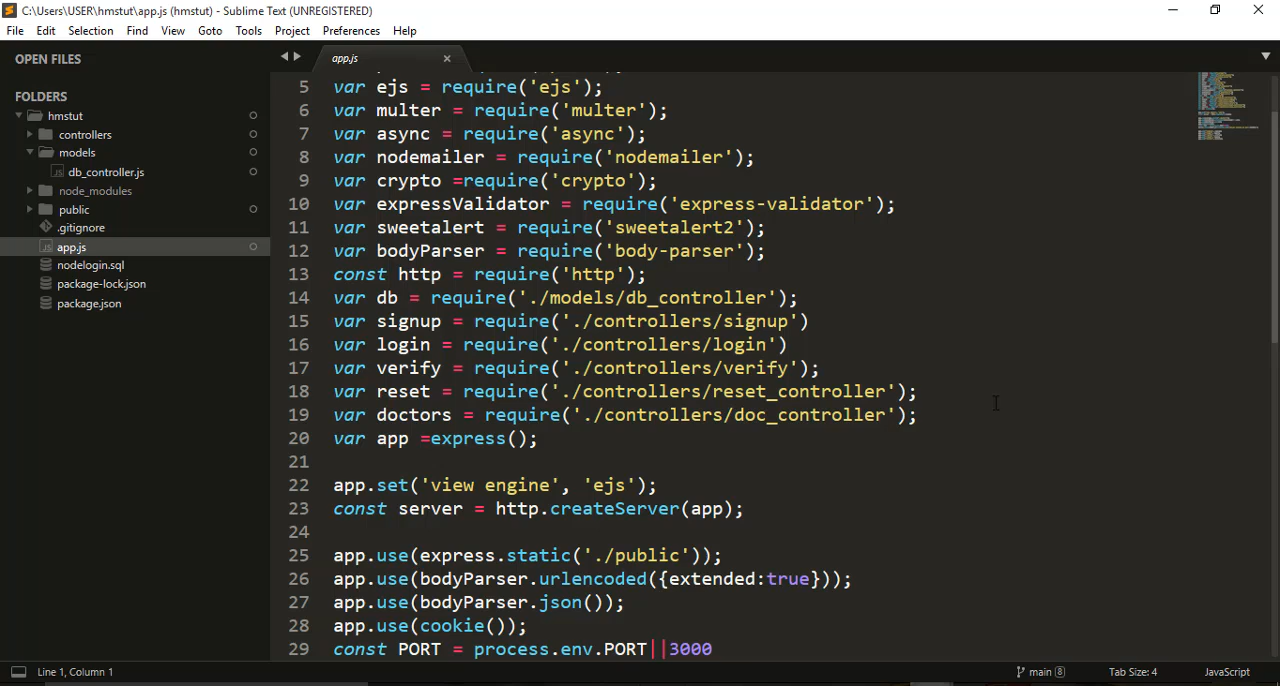 C:\Users\USER\hmstut\app.js (hmstut) - Sublime Text (UNREGISTERED)
File Edit Selection Find View Goto Tools Project Preferences Help
OPEN FILES
FOLDERS
hmstut
controllers
models
db_controller.js
node_modules
public
.gitignore
app.js
nodelogin.sql
package-lock.json
package.json
app.js
5 var ejs = require('ejs');
6 var multer = require('multer');
7 var async = require('async');
8 var nodemailer = require('nodemailer');
9 var crypto =require('crypto');
10 var expressValidator = require('express-validator');
11 var sweetalert = require('sweetalert2');
12 var bodyParser = require('body-parser');
13 const http = require('http');
14 var db = require('./models/db_controller');
15 var signup = require('./controllers/signup')
16 var login = require('./controllers/login')
17 var verify = require('./controllers/verify');
18 var reset = require('./controllers/reset_controller');
19 var doctors = require('./controllers/doc_controller');
20 var app =express();
21
22 app.set('view engine', 'ejs');
23 const server = http.createServer(app);
24
25 app.use(express.static('./public'));
26 app.use(bodyParser.urlencoded({extended:true}));
27 app.use(bodyParser.json());
28 app.use(cookie());
29 const PORT = process.env.PORT||3000
Line 1, Column 1
main 8
Tab Size: 4
JavaScript